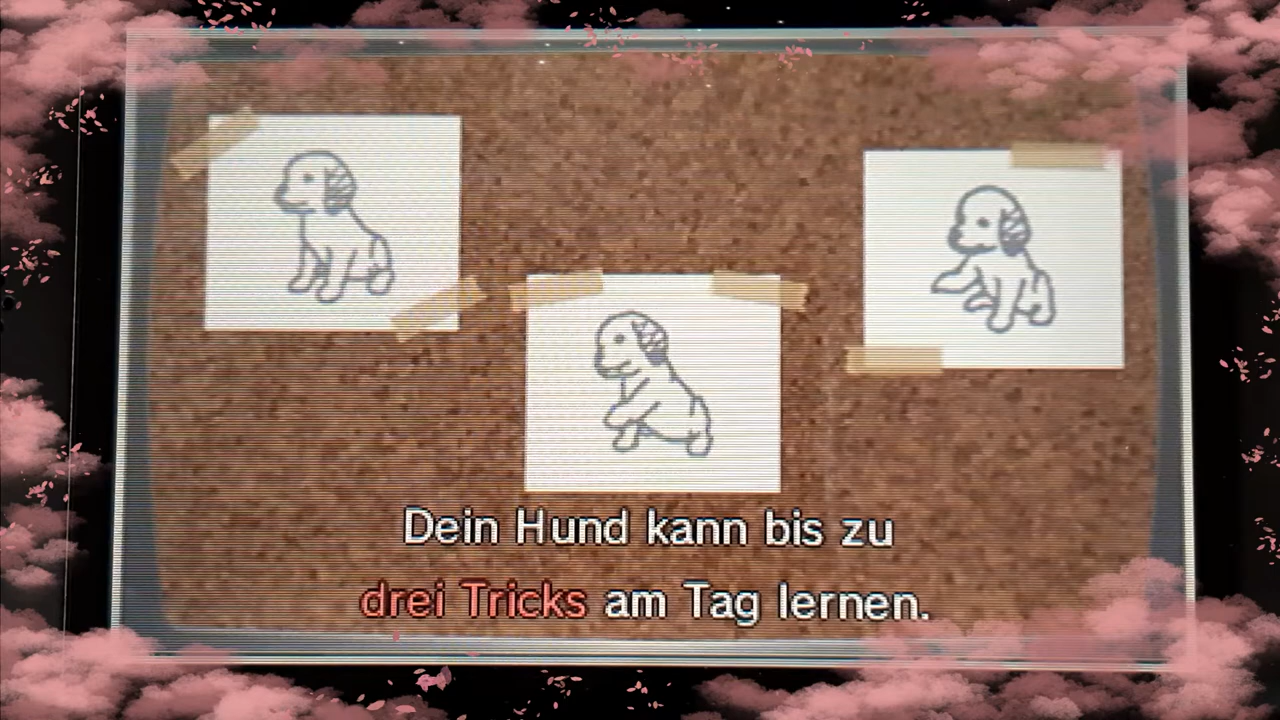 Dein Hund kann bis zu
drei Tricks am Tag lernen.